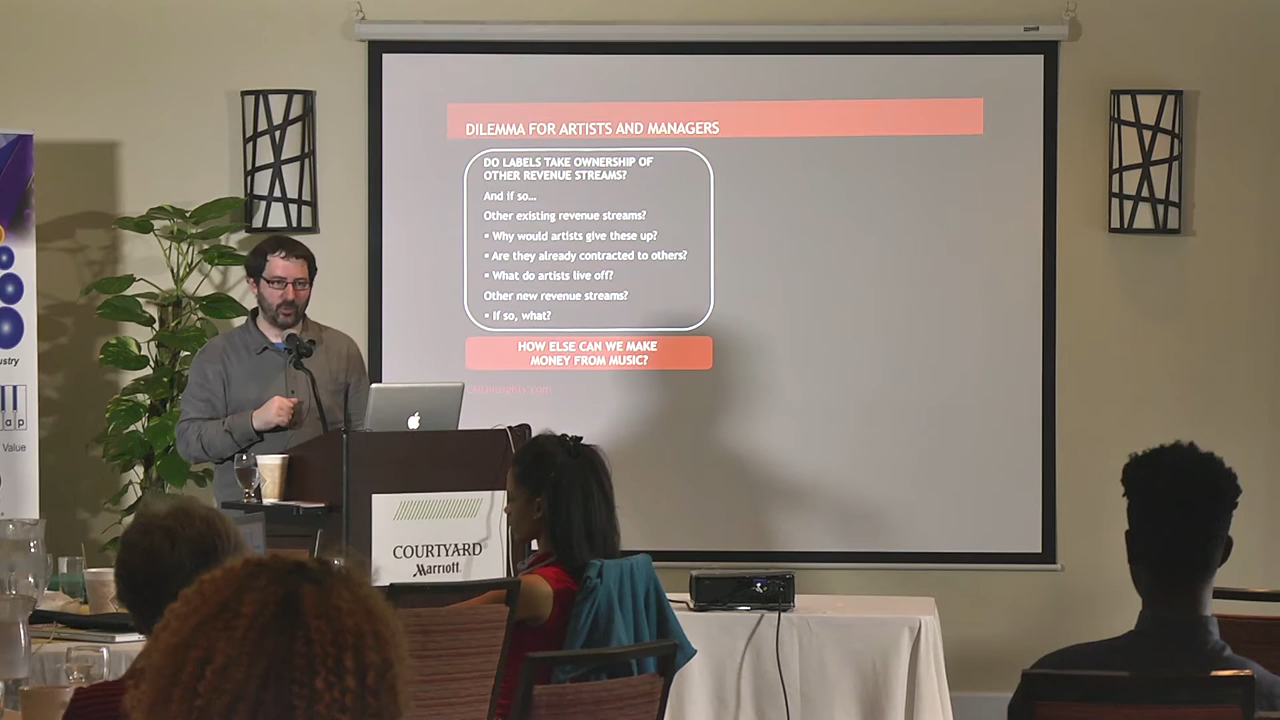 DILEMMA FOR ARTISTS AND MANAGERS
DO LABELS TAKE OWNERSHIP OF
OTHER REVENUE STREAMS?
And if so...
Other existing revenue streams?
▪ Why would artists give these up?
▪ Are they already contracted to others?
▪ What do artists live off?
Other new revenue streams?
▪ If so, what?
HOW ELSE CAN WE MAKE
MONEY FROM MUSIC?
COURTYARD
Marriott
ap
Value